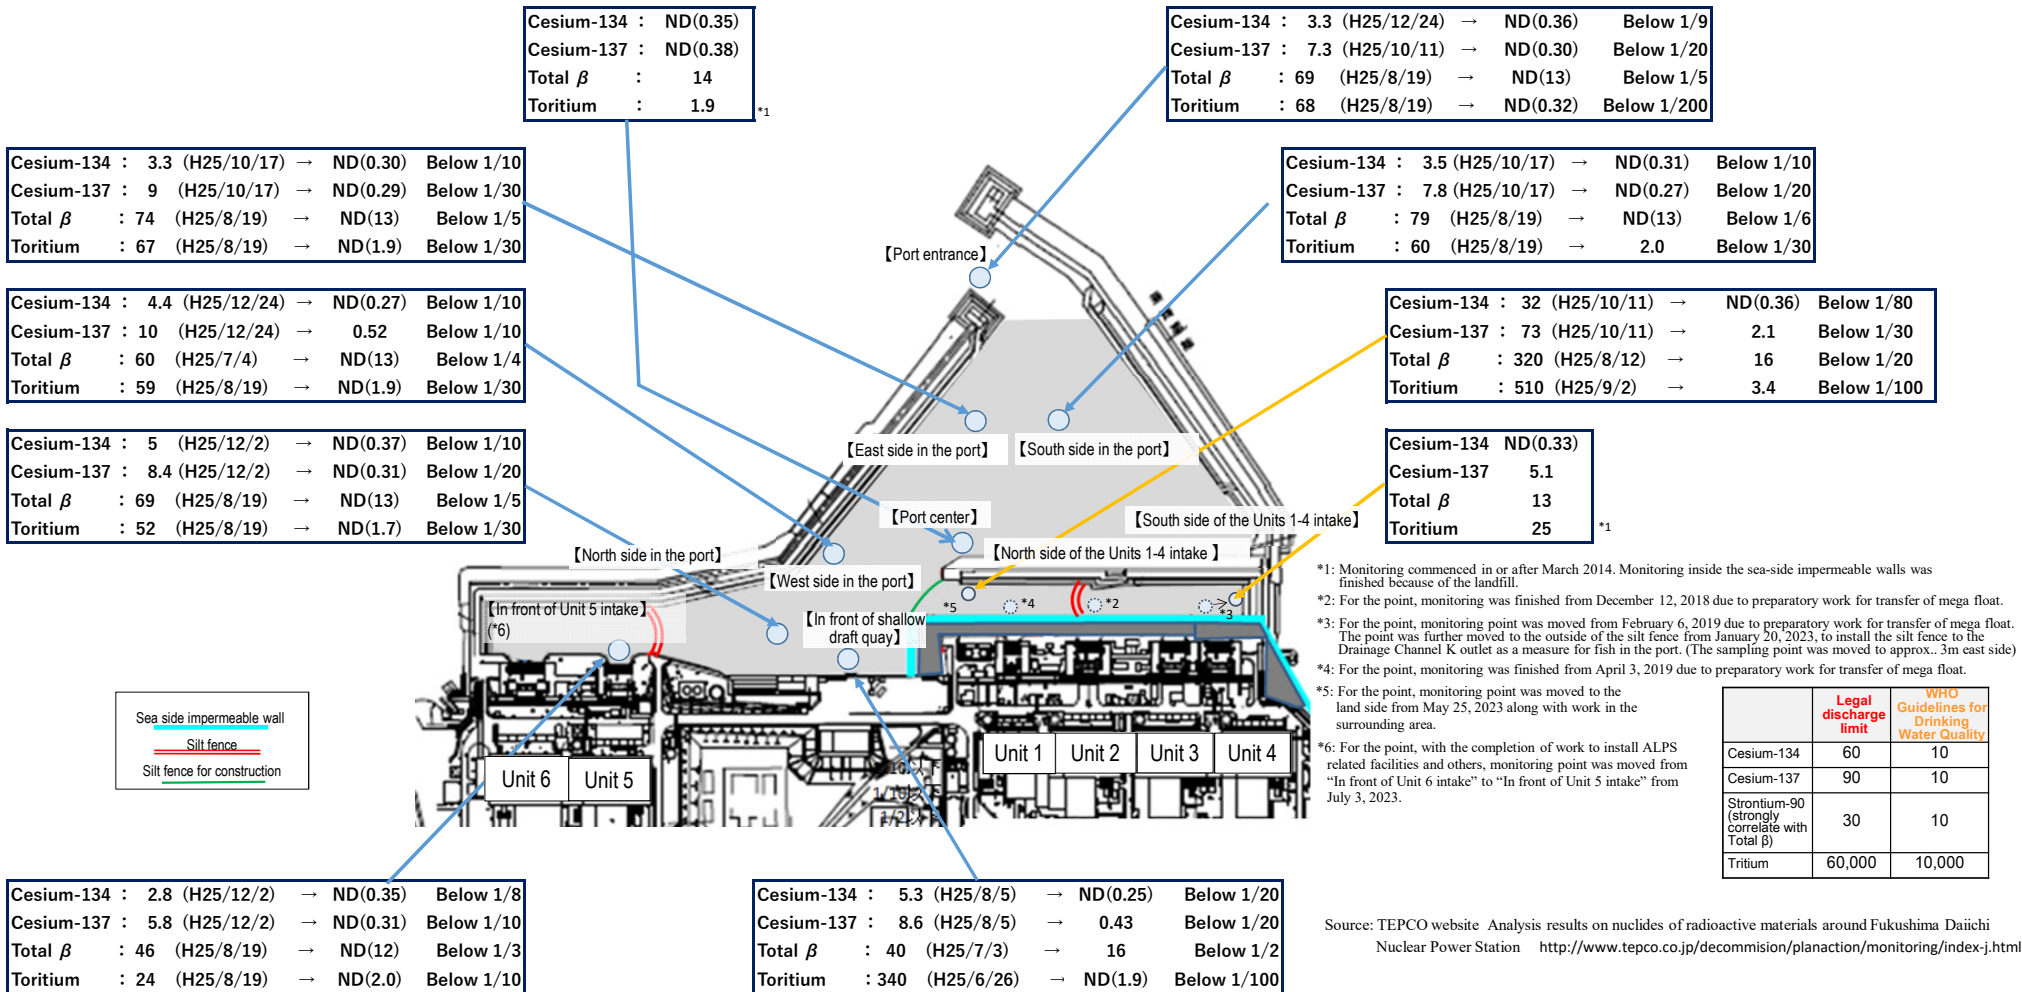 Cesium-134 : ND(0.35)
Cesium-137 : ND(0.38)
Total β : 14
Toritium : 1.9
*1
Cesium-134 : 3.3 (H25/12/24) → ND(0.36) Below 1/9
Cesium-137 : 7.3 (H25/10/11) → ND(0.30) Below 1/20
Total β : 69 (H25/8/19) → ND(13) Below 1/5
Toritium : 68 (H25/8/19) → ND(0.32) Below 1/200
Cesium-134 : 3.3 (H25/10/17) → ND(0.30) Below 1/10
Cesium-137 : 9 (H25/10/17) → ND(0.29) Below 1/30
Total β : 74 (H25/8/19) → ND(13) Below 1/5
Toritium : 67 (H25/8/19) → ND(1.9) Below 1/30
Cesium-134 : 3.5 (H25/10/17) → ND(0.31) Below 1/10
Cesium-137 : 7.8 (H25/10/17) → ND(0.27) Below 1/20
Total β : 79 (H25/8/19) → ND(13) Below 1/6
Toritium : 60 (H25/8/19) → 2.0 Below 1/30
Cesium-134 : 4.4 (H25/12/24) → ND(0.27) Below 1/10
Cesium-137 : 10 (H25/12/24) → 0.52 Below 1/10
Total β : 60 (H25/7/4) → ND(13) Below 1/4
Toritium : 59 (H25/8/19) → ND(1.9) Below 1/30
Cesium-134 : 32 (H25/10/11) → ND(0.36) Below 1/80
Cesium-137 : 73 (H25/10/11) → 2.1 Below 1/30
Total β : 320 (H25/8/12) → 16 Below 1/20
Toritium : 510 (H25/9/2) → 3.4 Below 1/100
Cesium-134 : 5 (H25/12/2) → ND(0.37) Below 1/10
Cesium-137 : 8.4 (H25/12/2) → ND(0.31) Below 1/20
Total β : 69 (H25/8/19) → ND(13) Below 1/5
Toritium : 52 (H25/8/19) → ND(1.7) Below 1/30
Cesium-134 ND(0.33)
Cesium-137 5.1
Total β 13
Toritium 25
*1
【Port entrance】
【East side in the port】
【South side in the port】
【Port center】
【South side of the Units 1-4 intake】
【North side in the port】
【North side of the Units 1-4 intake 】
【West side in the port】
【In front of Unit 5 intake】
(*6)
【In front of shallow
draft quay】
*5
*4
*2
*3
Unit 6
Unit 5
Unit 1
Unit 2
Unit 3
Unit 4
Sea side impermeable wall
Silt fence
Silt fence for construction
*1: Monitoring commenced in or after March 2014. Monitoring inside the sea-side impermeable walls was
finished because of the landfill.
*2: For the point, monitoring was finished from December 12, 2018 due to preparatory work for transfer of mega float.
*3: For the point, monitoring point was moved from February 6, 2019 due to preparatory work for transfer of mega float.
The point was further moved to the outside of the silt fence from January 20, 2023, to install the silt fence to the
Drainage Channel K outlet as a measure for fish in the port. (The sampling point was moved to approx.. 3m east side)
*4: For the point, monitoring was finished from April 3, 2019 due to preparatory work for transfer of mega float.
*5: For the point, monitoring point was moved to the
land side from May 25, 2023 along with work in the
surrounding area.
*6: For the point, with the completion of work to install ALPS
related facilities and others, monitoring point was moved from
“In front of Unit 6 intake” to “In front of Unit 5 intake” from
July 3, 2023.
Legal
discharge
limit
WHO
Guidelines for
Drinking
Water Quality
Cesium-134 60 10
Cesium-137 90 10
Strontium-90
(strongly
correlate with
Total β)
30 10
Tritium 60,000 10,000
Cesium-134 : 2.8 (H25/12/2) → ND(0.35) Below 1/8
Cesium-137 : 5.8 (H25/12/2) → ND(0.31) Below 1/10
Total β : 46 (H25/8/19) → ND(12) Below 1/3
Toritium : 24 (H25/8/19) → ND(2.0) Below 1/10
Cesium-134 : 5.3 (H25/8/5) → ND(0.25) Below 1/20
Cesium-137 : 8.6 (H25/8/5) → 0.43 Below 1/20
Total β : 40 (H25/7/3) → 16 Below 1/2
Toritium : 340 (H25/6/26) → ND(1.9) Below 1/100
Source: TEPCO website Analysis results on nuclides of radioactive materials around Fukushima Daiichi
Nuclear Power Station http://www.tepco.co.jp/decommision/planaction/monitoring/index-j.html